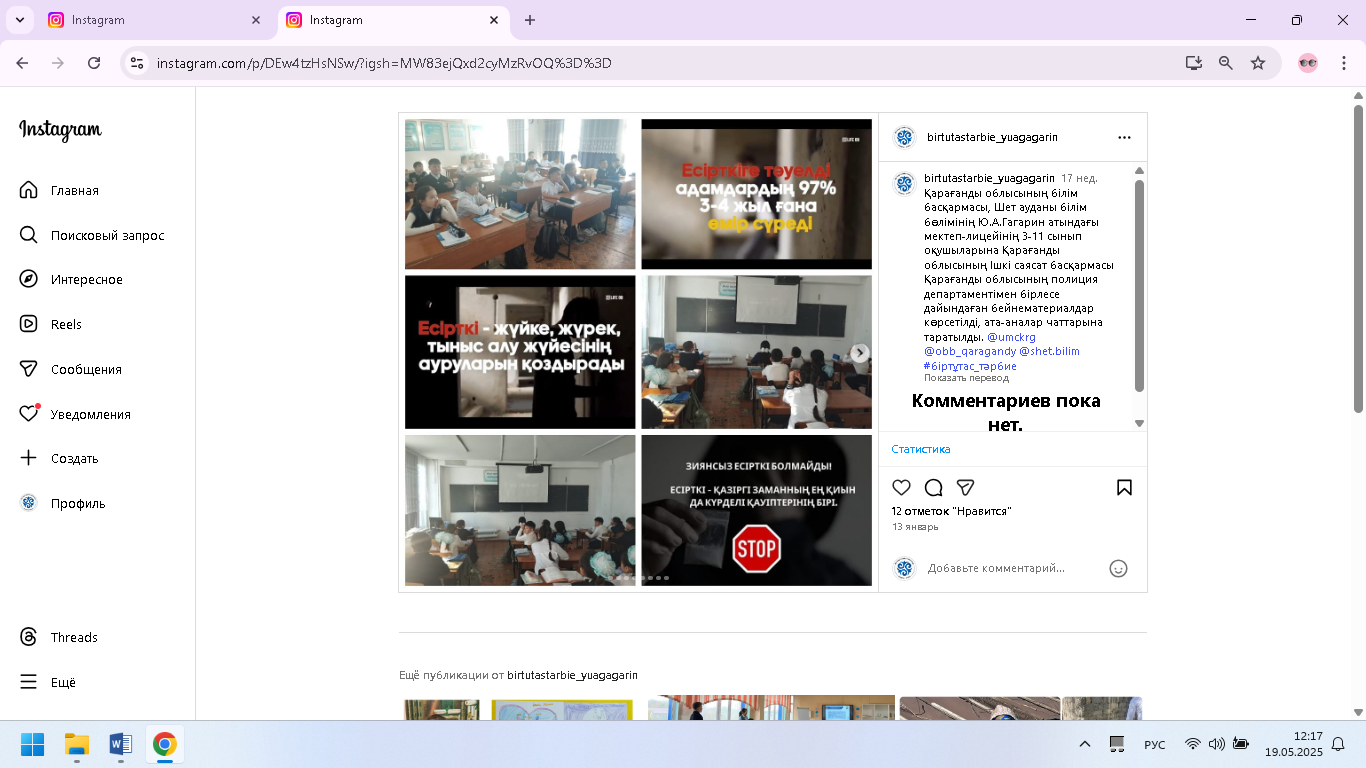 Instagram
Instagram
instagram.com/p/DEw4tzHsNSw/?igsh=MW83ejQxd2cyMzRvOQ%3D%3D
Instagram
Главная
Поисковый запрос
Интересное
Reels
Сообщения
Уведомления
Создать
Профиль
Threads
Ещё
LIFE 09
Есірткіге тәуелді
адамдардың 97%
3-4 жыл ғана
өмір сүреді
Есірткі - жүйке, жүрек,
тыныс алу жүйесінің
ауруларын қоздырады
ЗИЯНСЫЗ ЕСІРТКІ БОЛМАЙДЫ!
ЕСІРТКІ - ҚАЗІРГІ ЗАМАННЫҢ ЕҢ ҚИЫН
ДА КҮРДЕЛІ ҚАУІПТЕРІНІҢ БІРІ.
STOP
birtutastarbie_yuagagarin
birtutastarbie_yuagagarin 17 нед.
Қарағанды облысының білім
басқармасы, Шет ауданы білім
бөлімінің Ю.А.Гагарин атындағы
мектеп-лицейінің 3-11 сынып
оқушыларына Қарағанды
облысының Ішкі саясат басқармасы
Қарағанды облысының полиция
департаментімен бірлесе
дайындаған бейнематериалдар
көрсетілді, ата-аналар чаттарына
таратылды. @umckrg
@obb_qaragandy @shet.bilim
#біртұтас_тәрбие
Показать перевод
Комментариев пока
нет.
Статистика
12 отметок "Нравится"
13 январь
Добавьте комментарий...
Ещё публикации от birtutastarbie_yuagagarin
РУС
12:17
19.05.2025